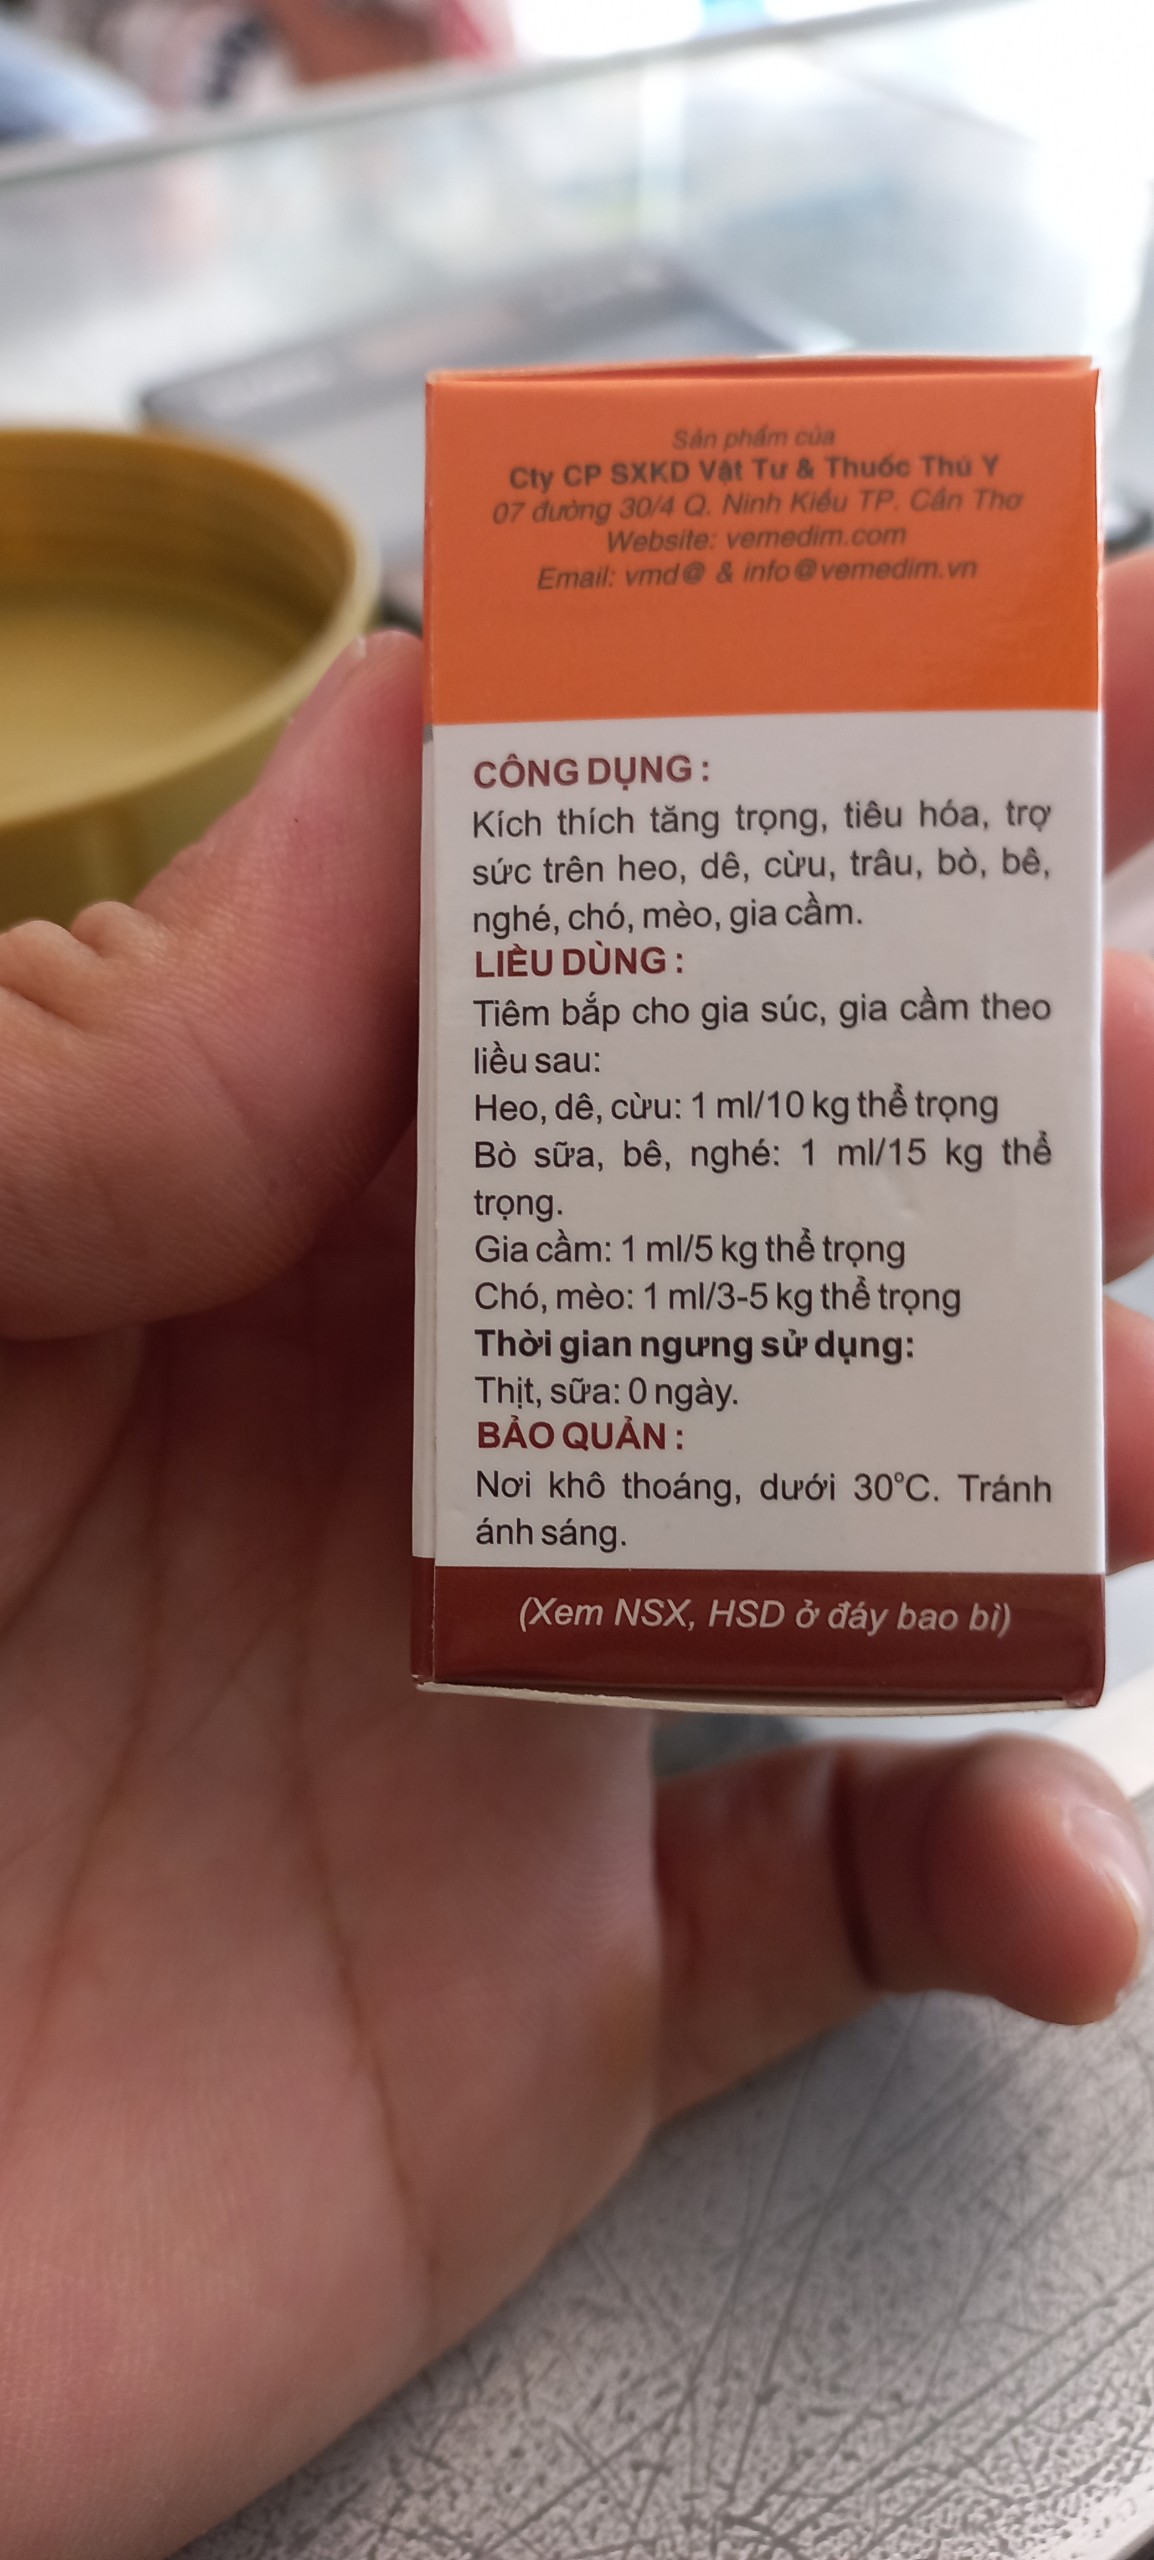 Sản phẩm của
Cty CP SXKD Vật Tư & Thuốc Thú Y
07 đường 30/4 Q. Ninh Kiều TP. Cần Thơ
Website: vemedim.com
Email: vmd@ & info@vemedim.vn
CÔNG DỤNG :
Kích thích tăng trọng, tiêu hóa, trợ
sức trên heo, dê, cừu, trâu, bò, bê,
nghé, chó, mèo, gia cầm.
LIỀU DÙNG :
Tiêm bắp cho gia súc, gia cầm theo
liều sau:
Heo, dê, cừu: 1 ml/10 kg thể trọng
Bò sữa, bê, nghé: 1 ml/15 kg thể
trọng.
Gia cầm: 1 ml/5 kg thể trọng
Chó, mèo: 1 ml/3-5 kg thể trọng
Thời gian ngưng sử dụng:
Thịt, sữa: 0 ngày.
BẢO QUẢN :
Nơi khô thoáng, dưới 30°C. Tránh
ánh sáng.
(Xem NSX, HSD ở đáy bao bì)